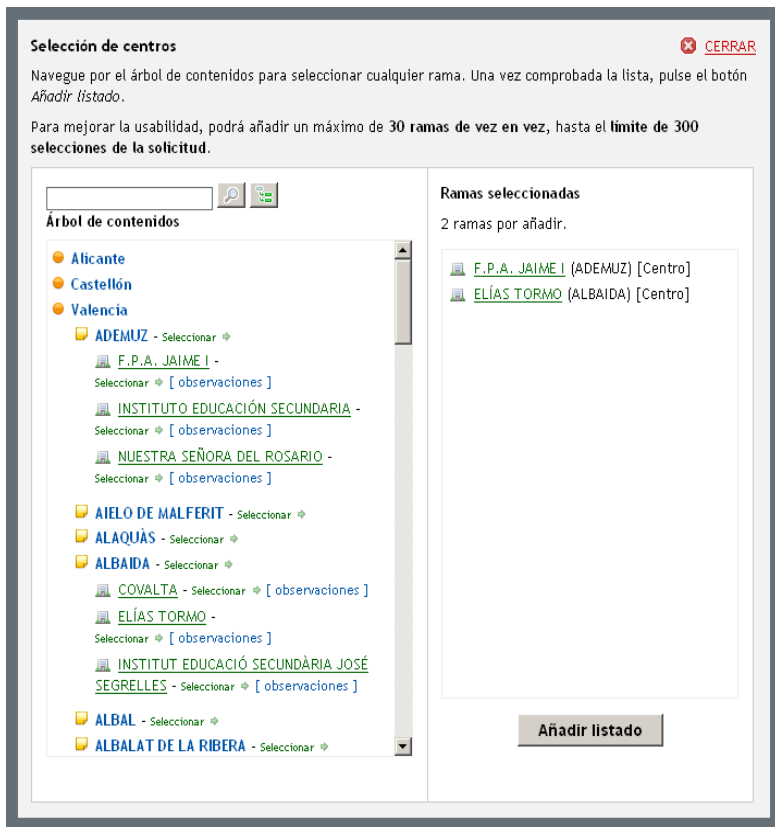 Selección de centros
CERRAR
Navegue por el árbol de contenidos para seleccionar cualquier rama. Una vez comprobada la lista, pulse el botón
Añadir listado.
Para mejorar la usabilidad, podrá añadir un máximo de 30 ramas de vez en vez, hasta el límite de 300
selecciones de la solicitud.
Árbol de contenidos
Alicante
Castellón
Valencia
ADEMUZ - Seleccionar
F.P.A. JAIME I -
Seleccionar [ observaciones ]
INSTITUTO EDUCACIÓN SECUNDARIA -
Seleccionar [ observaciones ]
NUESTRA SEÑORA DEL ROSARIO -
Seleccionar [ observaciones ]
AIELO DE MALFERIT - Seleccionar
ALAQUÀS - Seleccionar
ALBAIDA - Seleccionar
COVALTA - Seleccionar [ observaciones ]
ELÍAS TORMO -
Seleccionar [ observaciones ]
INSTITUT EDUCACIÓ SECUNDÀRIA JOSÉ
SEGRELLES - Seleccionar [ observaciones ]
ALBAL - Seleccionar
ALBALAT DE LA RIBERA - Seleccionar
Ramas seleccionadas
2 ramas por añadir.
F.P.A. JAIME I (ADEMUZ) [Centro]
ELÍAS TORMO (ALBAIDA) [Centro]
Añadir listado